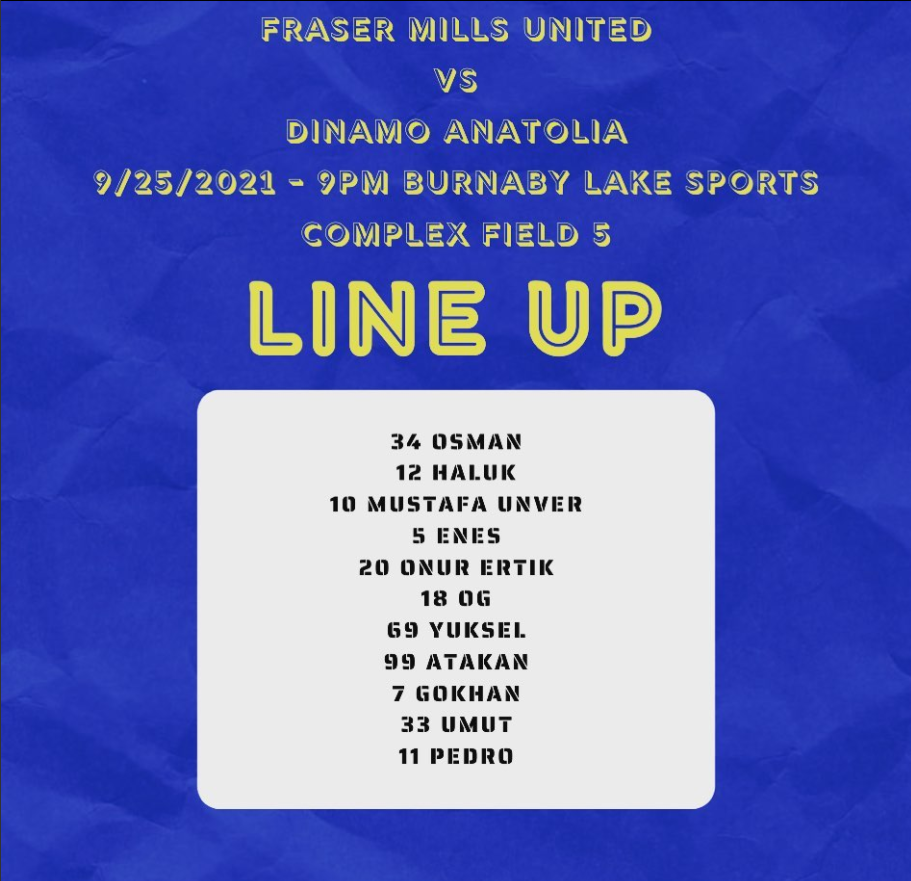 FRASER MILLS UNITED
VS
DINAMO ANATOLIA
9/25/2021 - 9PM BURNABY LAKE SPORTS
COMPLEX FIELD 5
LINE UP
34 OSMAN
12 HALUK
10 MUSTAFA UNVER
5 ENES
20 ONUR ERTIK
18 OG
69 YUKSEL
99 ATAKAN
7 GOKHAN
33 UMUT
11 PEDRO